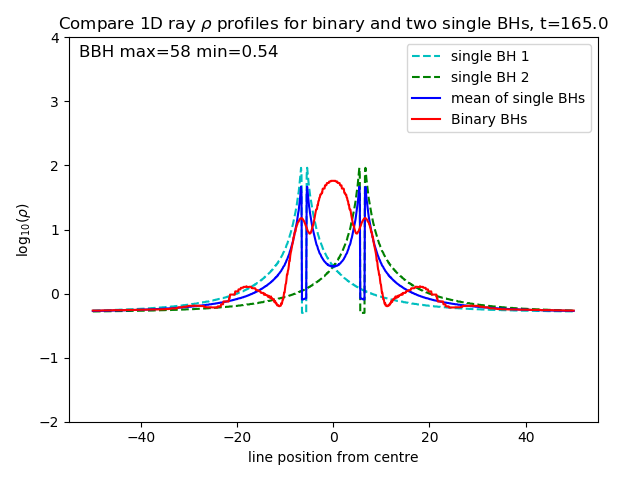 Compare 1D ray ρ profiles for binary and two single BHs, t=165.0
BBH max=58 min=0.54
single BH 1
single BH 2
mean of single BHs
Binary BHs
4
3
2
1
0
−1
−2
log₁₀(ρ)
−40 −20 0 20 40
line position from centre